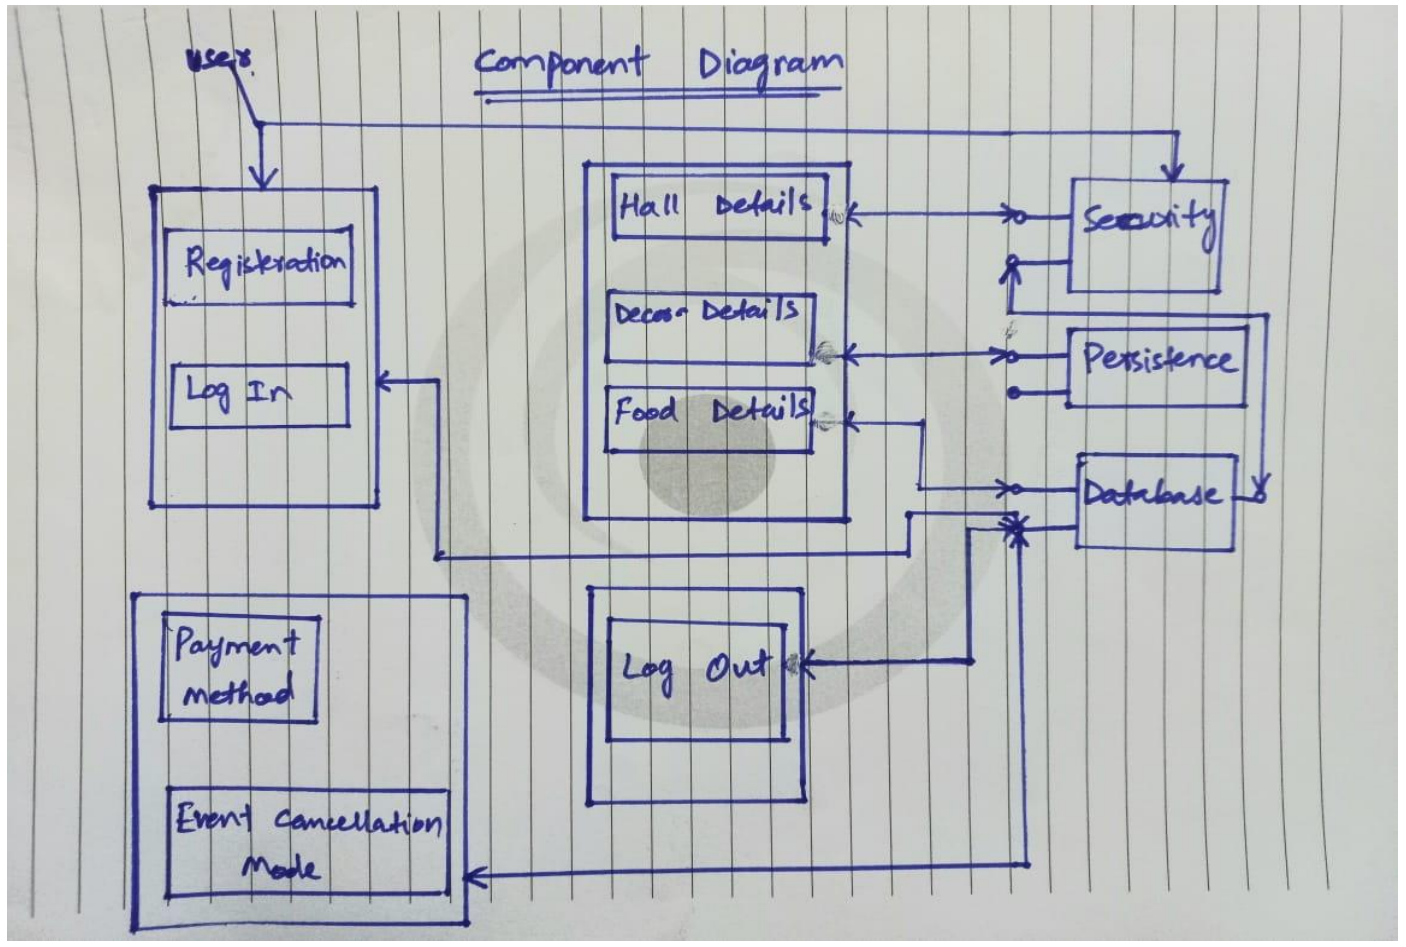 user
Component Diagram
Registration
Log In
Hall Details
Decor Details
Food Details
Security
Persistence
Database
Payment
Method
Event Cancellation
Mode
Log Out